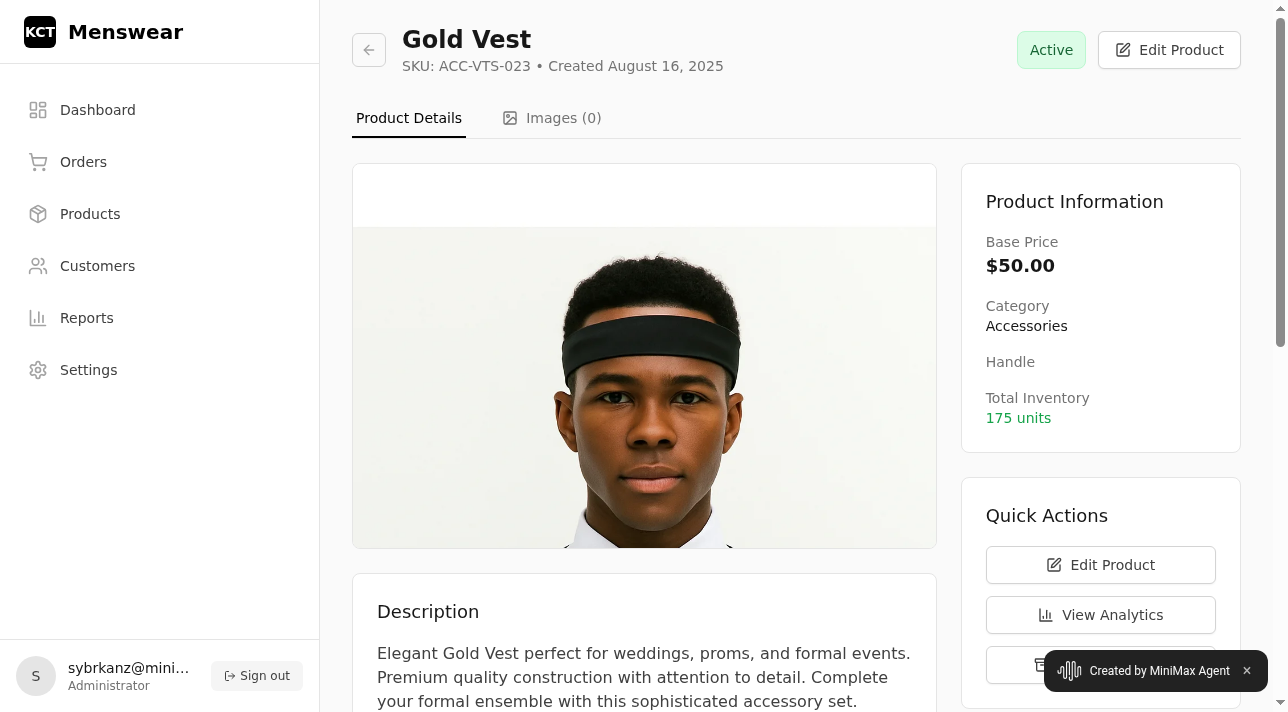 KCT Menswear
Dashboard
Orders
Products
Customers
Reports
Settings
S
sybrkanz@mini...
Administrator
Sign out
Gold Vest
SKU: ACC-VTS-023 • Created August 16, 2025
Active
Edit Product
Product Details
Images (0)
Product Information
Base Price
$50.00
Category
Accessories
Handle
Total Inventory
175 units
Quick Actions
Edit Product
View Analytics
Description
Elegant Gold Vest perfect for weddings, proms, and formal events.
Premium quality construction with attention to detail. Complete
your formal ensemble with this sophisticated accessory set.
Created by MiniMax Agent ×